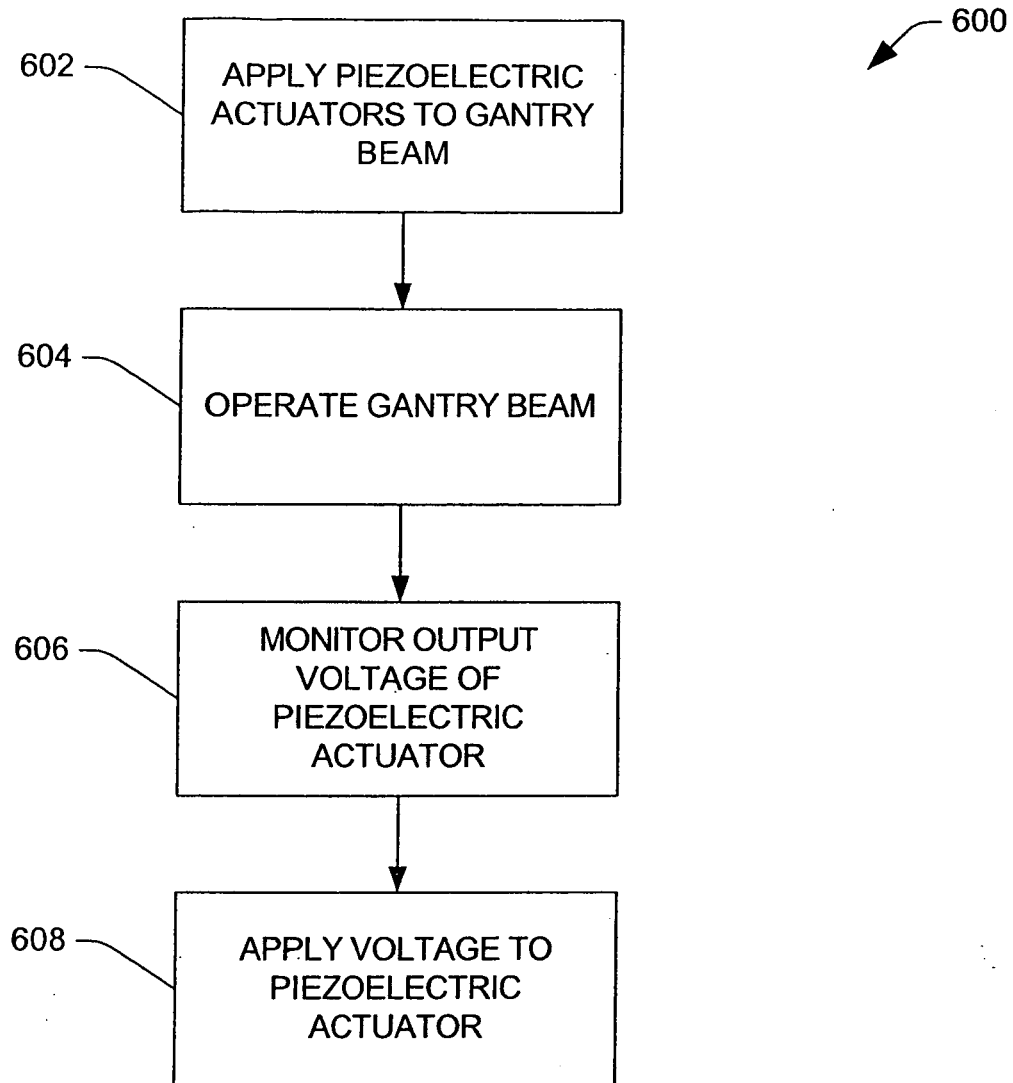 600
602
APPLY PIEZOELECTRIC
ACTUATORS TO GANTRY
BEAM
604
OPERATE GANTRY BEAM
606
MONITOR OUTPUT
VOLTAGE OF
PIEZOELECTRIC
ACTUATOR
608
APPLY VOLTAGE TO
PIEZOELECTRIC
ACTUATOR